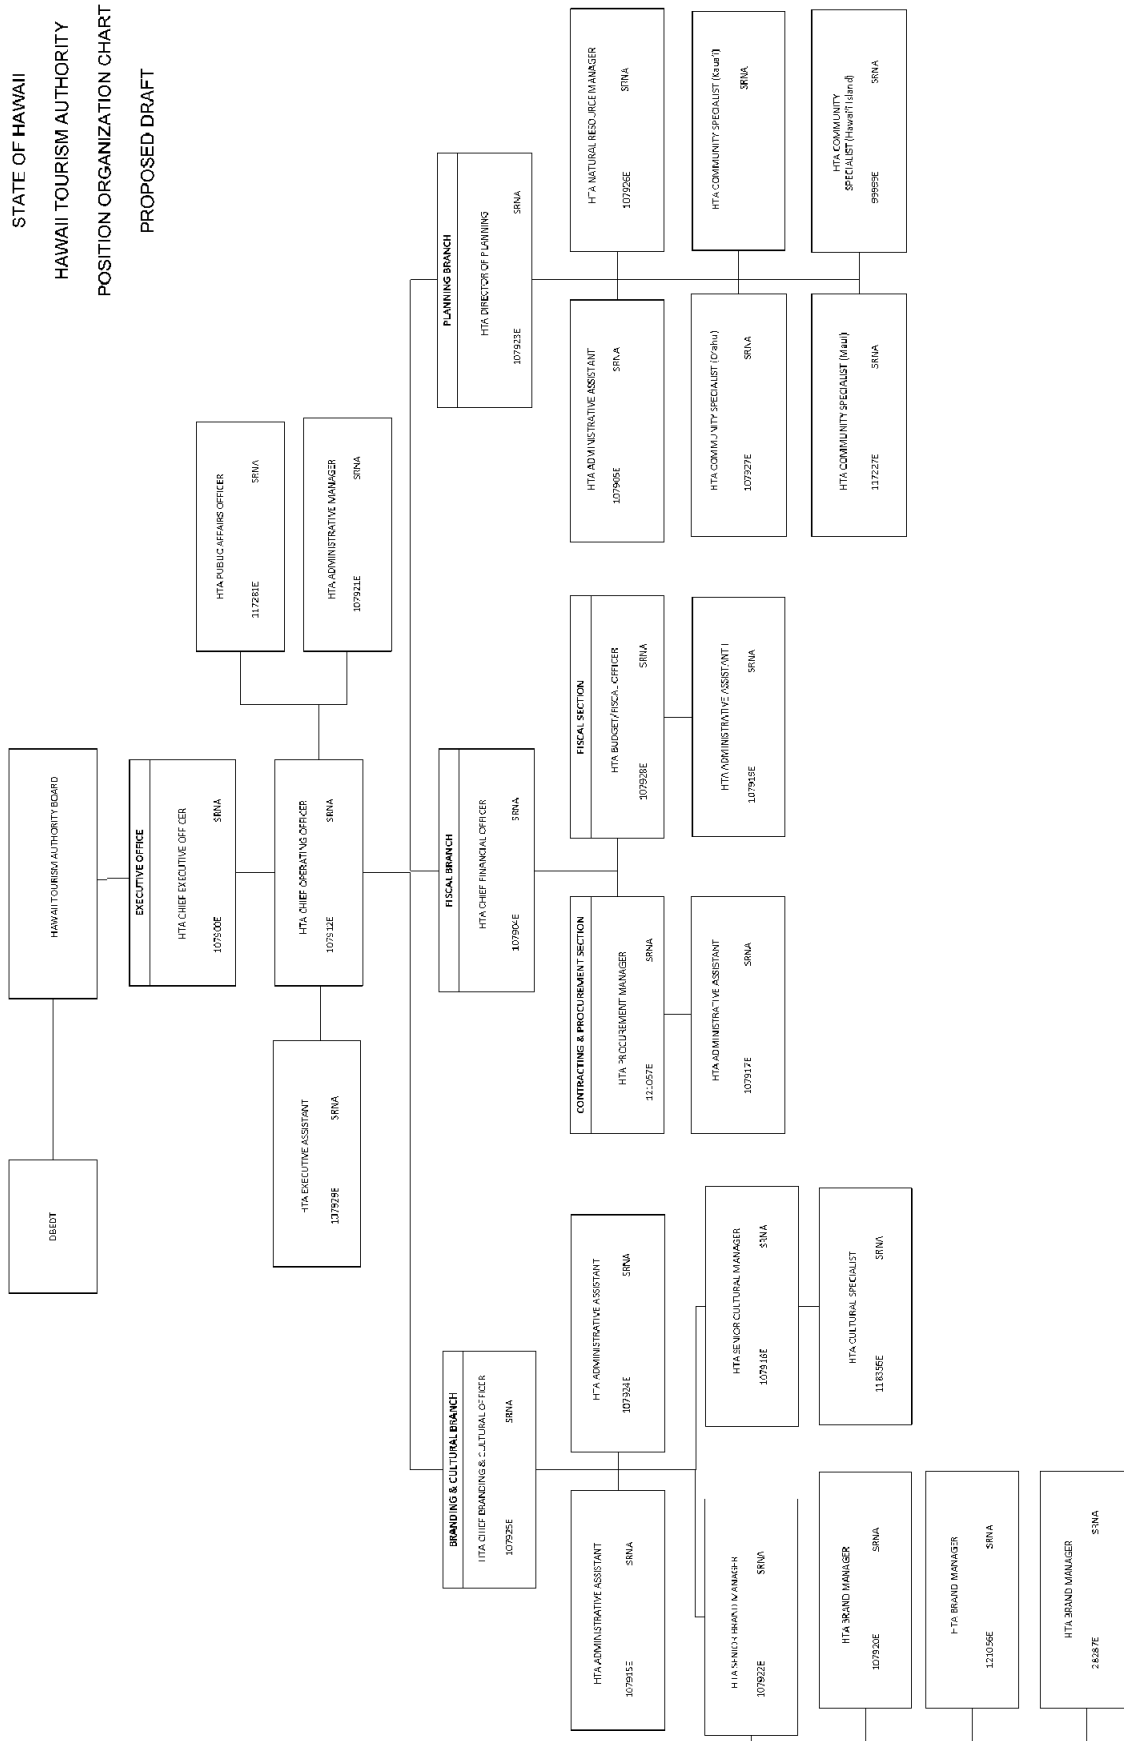 STATE OF HAWAII
HAWAII TOURISM AUTHORITY
POSITION ORGANIZATION CHART
PROPOSED DRAFT
DBEDT
HAWAII TOURISM AUTHORITY BOARD
EXECUTIVE OFFICE
HTA CHIEF EXECUTIVE OFFICER
107900E SRNA
HTA CHIEF OPERATING OFFICER
107912E SRNA
HTA EXECUTIVE ASSISTANT
107929E SRNA
HTA PUBLIC AFFAIRS OFFICER
117281E SRNA
HTA ADMINISTRATIVE MANAGER
107921E SRNA
BRANDING & CULTURAL BRANCH
HTA CHIEF BRANDING & CULTURAL OFFICER
107925E SRNA
HTA ADMINISTRATIVE ASSISTANT
107915E SRNA
HTA ADMINISTRATIVE ASSISTANT
107924E SRNA
HTA SENIOR BRAND MANAGER
107922E SRNA
HTA SENIOR CULTURAL MANAGER
107916E SRNA
HTA BRAND MANAGER
107920E SRNA
HTA CULTURAL SPECIALIST
118356E SRNA
HTA BRAND MANAGER
121056E SRNA
HTA BRAND MANAGER
28287E SRNA
FISCAL BRANCH
HTA CHIEF FINANCIAL OFFICER
107904E SRNA
CONTRACTING & PROCUREMENT SECTION
HTA PROCUREMENT MANAGER
121057E SRNA
HTA ADMINISTRATIVE ASSISTANT
107917E SRNA
FISCAL SECTION
HTA BUDGET/FISCAL OFFICER
107928E SRNA
HTA ADMINISTRATIVE ASSISTANT I
107919E SRNA
PLANNING BRANCH
HTA DIRECTOR OF PLANNING
107923E SRNA
HTA ADMINISTRATIVE ASSISTANT
107905E SRNA
HTA NATURAL RESOURCE MANAGER
107926E SRNA
HTA COMMUNITY SPECIALIST (O'ahu)
107927E SRNA
HTA COMMUNITY SPECIALIST (Kaua'i)
SRNA
HTA COMMUNITY SPECIALIST (Maui)
117227E SRNA
HTA COMMUNITY
SPECIALIST (Hawai'i Island)
99999E SRNA